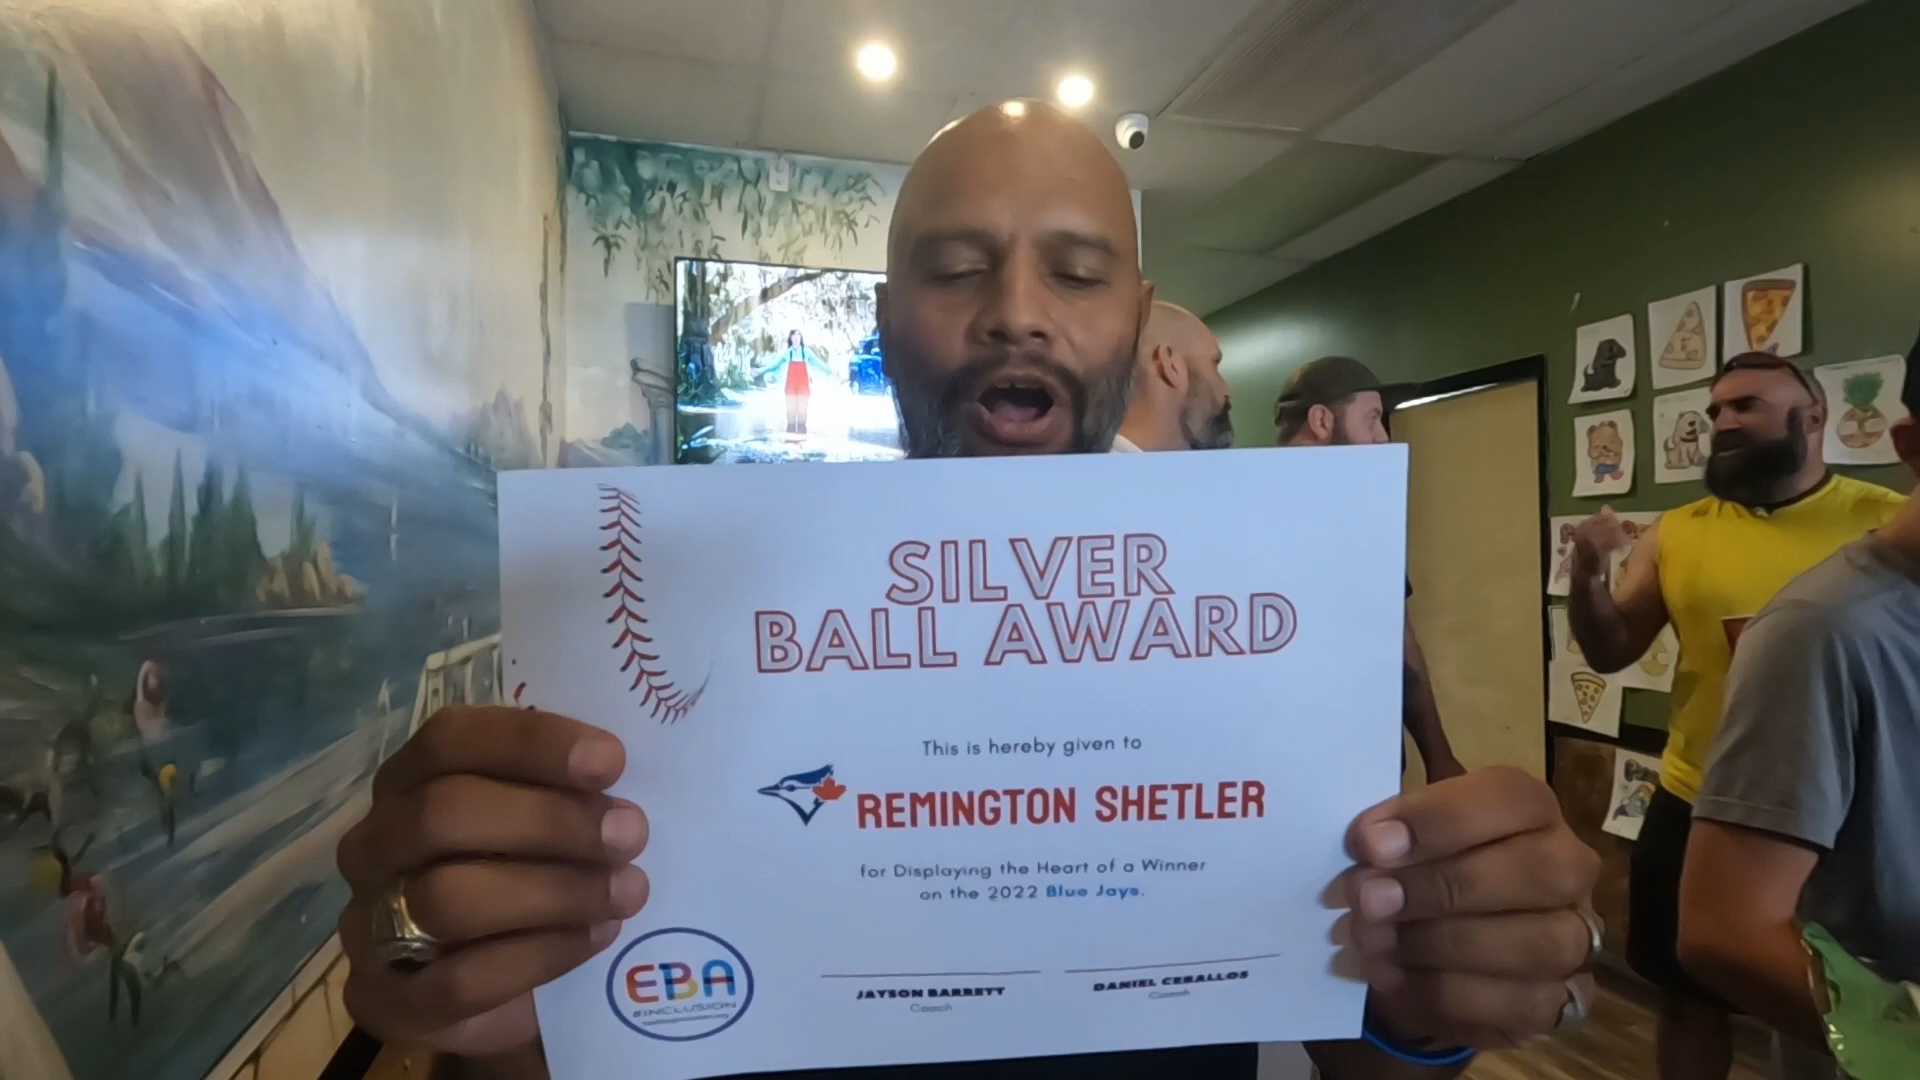 SILVER
BALL AWARD
This is hereby given to
REMINGTON SHETLER
for Displaying the Heart of a Winner
on the 2022 Blue Jays.
EBA
#INCLUSION
JAYSON BARRETT
Coach
DANIEL CEBALLOS
Coach